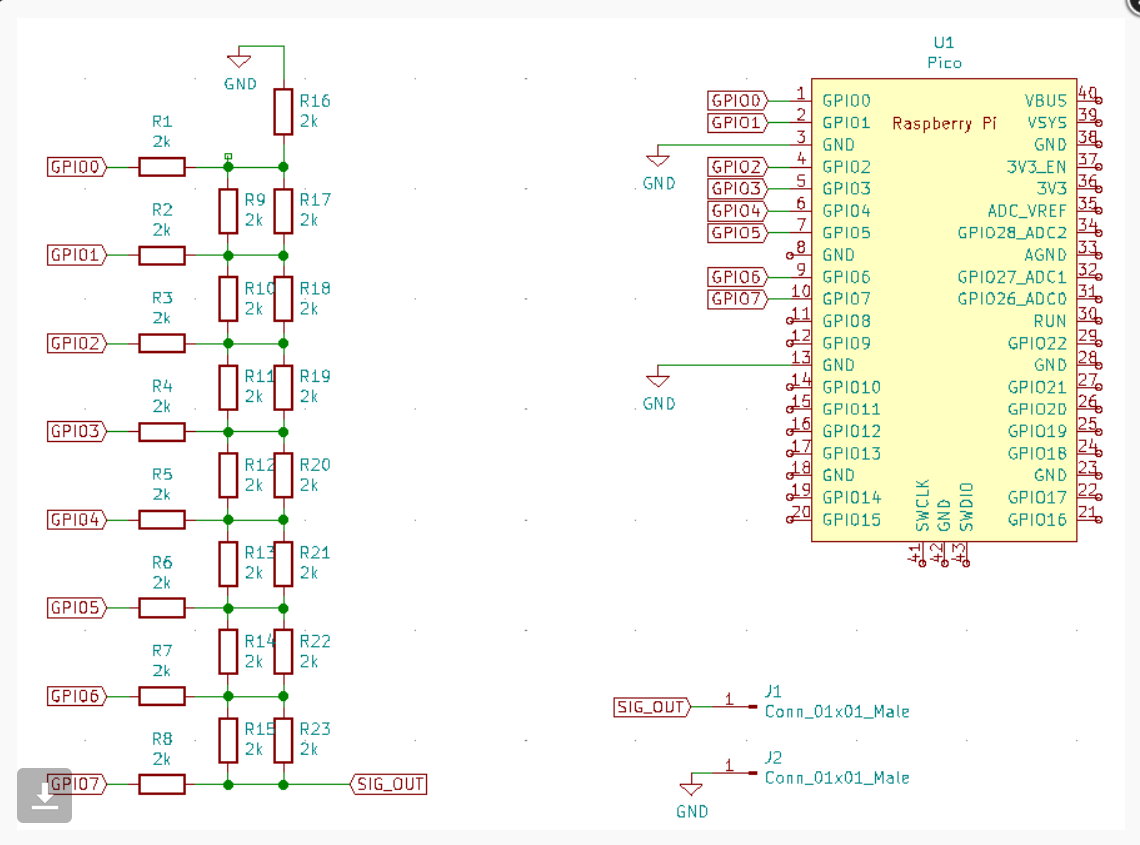 GND
R16
2k
R1
2k
GPIO0
R9
2k
R17
2k
R2
2k
GPIO1
R10
2k
R18
2k
R3
2k
GPIO2
R11
2k
R19
2k
R4
2k
GPIO3
R12
2k
R20
2k
R5
2k
GPIO4
R13
2k
R21
2k
R6
2k
GPIO5
R14
2k
R22
2k
R7
2k
GPIO6
R15
2k
R23
2k
R8
2k
GPIO7
SIG_OUT
U1
Pico
Raspberry Pi
GPIO0 1 GPIO0 VBUS 40
GPIO1 2 GPIO1 VSYS 39
3 GND GND 38
GND
GPIO2 4 GPIO2 3V3_EN 37
GPIO3 5 GPIO3 3V3 36
GPIO4 6 GPIO4 ADC_VREF 35
GPIO5 7 GPIO5 GPIO28_ADC2 34
8 GND AGND 33
GPIO6 9 GPIO6 GPIO27_ADC1 32
GPIO7 10 GPIO7 GPIO26_ADC0 31
11 GPIO8 RUN 30
12 GPIO9 GPIO22 29
13 GND GND 28
GND
14 GPIO10 GPIO21 27
15 GPIO11 GPIO20 26
16 GPIO12 GPIO19 25
17 GPIO13 GPIO18 24
18 GND GND 23
19 GPIO14 GPIO17 22
20 GPIO15 GPIO16 21
SWCLK
GND
SWDIO
41
42
43
SIG_OUT 1 J1
Conn_01x01_Male
1 J2
Conn_01x01_Male
GND